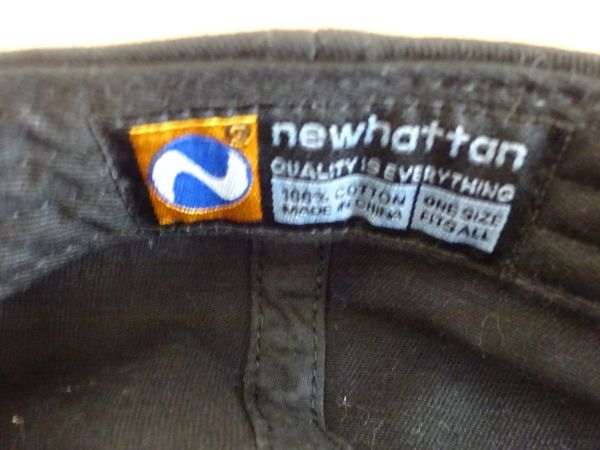 newhattan
QUALITY IS EVERYTHING
100% COTTON
MADE IN CHINA
ONE SIZE
FITS ALL